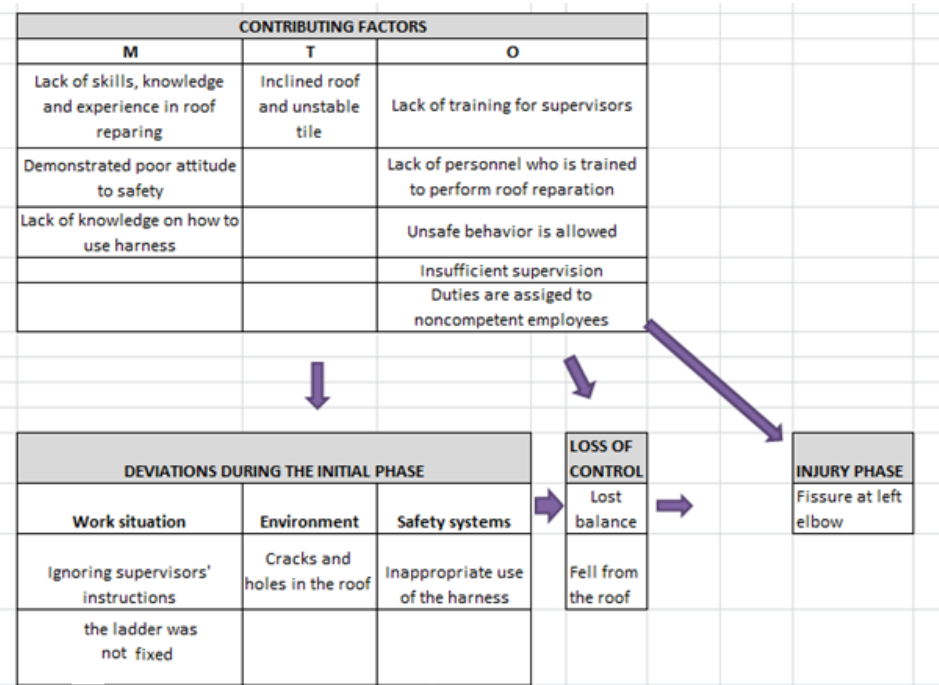 CONTRIBUTING FACTORS
M
T
O
Lack of skills, knowledge
and experience in roof
reparing
Inclined roof
and unstable
tile
Lack of training for supervisors
Demonstrated poor attitude
to safety
Lack of personnel who is trained
to perform roof reparation
Lack of knowledge on how to
use harness
Unsafe behavior is allowed
Insufficient supervision
Duties are assiged to
noncompetent employees
DEVIATIONS DURING THE INITIAL PHASE
LOSS OF
CONTROL
INJURY PHASE
Work situation
Environment
Safety systems
Lost
balance
Fissure at left
elbow
Ignoring supervisors'
instructions
Cracks and
holes in the roof
Inappropriate use
of the harness
Fell from
the roof
the ladder was
not fixed